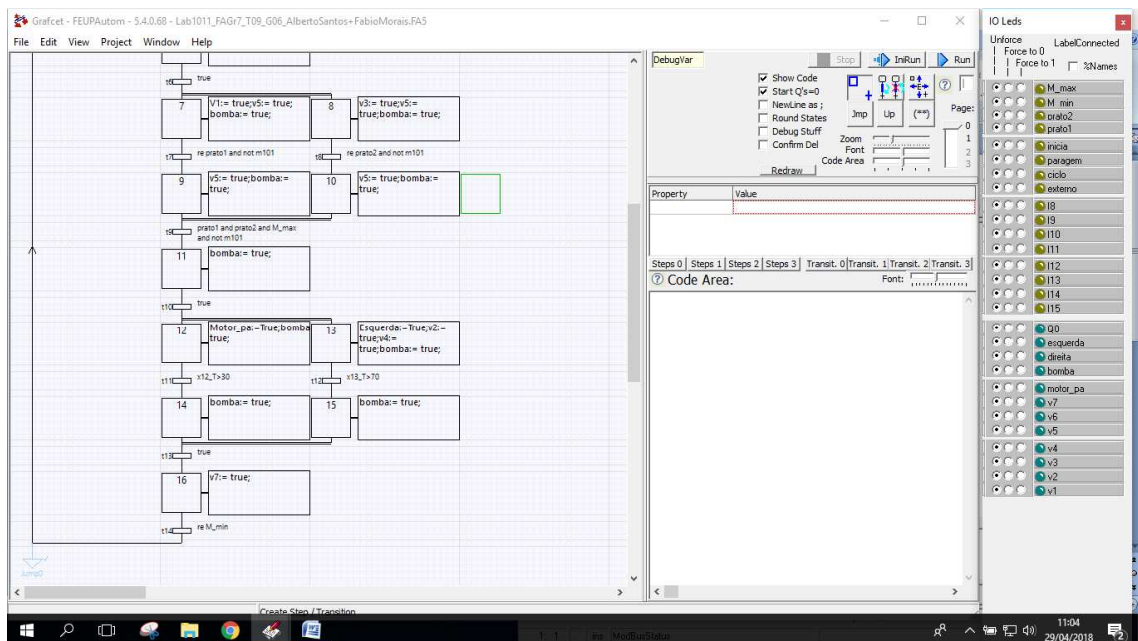 Grafcet - FEUPAutom - 5.4.0.68 - Lab1011_FAGr7_T09_G06_AlbertoSantos+FabioMorais.FA5
File Edit View Project Window Help
t6 true
7 V1:= true;v5:= true;
bomba:= true;
8 v3:= true;v5:=
true;bomba:= true;
t7 re prato1 and not m101
t8 re prato2 and not m101
9 v5:= true;bomba:=
true;
10 v5:= true;bomba:=
true;
t9 prato1 and prato2 and M_max
and not m101
11 bomba:= true;
t10 true
12 Motor_pa:=True;bomba
true;
13 Esquerda:=True;v2:=
true;v4:=
true;bomba:= true;
t11 x12_T>30
t12 x13_T>70
14 bomba:= true;
15 bomba:= true;
t13 true
16 v7:= true;
t14 re M_min
Jump0
Create Step / Transition
DebugVar
Stop IniRun Run
Show Code
Start Q's=0
NewLine as ;
Round States
Debug Stuff
Confirm Del
Redraw
Jmp Up (**)
Page:
0
1
2
3
Zoom
Font
Code Area
Property Value
Steps 0 Steps 1 Steps 2 Steps 3 Transit. 0 Transit. 1 Transit. 2 Transit. 3
Code Area:
Font:
IO Leds
Unforce
Force to 0
Force to 1
LabelConnected
%Names
M_max
M_min
prato2
prato1
inicia
paragem
ciclo
externo
I8
I9
I10
I11
I12
I13
I14
I15
Q0
esquerda
direita
bomba
motor_pa
v7
v6
v5
v4
v3
v2
v1
1 : 1 ins ModBusStatus
11:04
29/04/2018